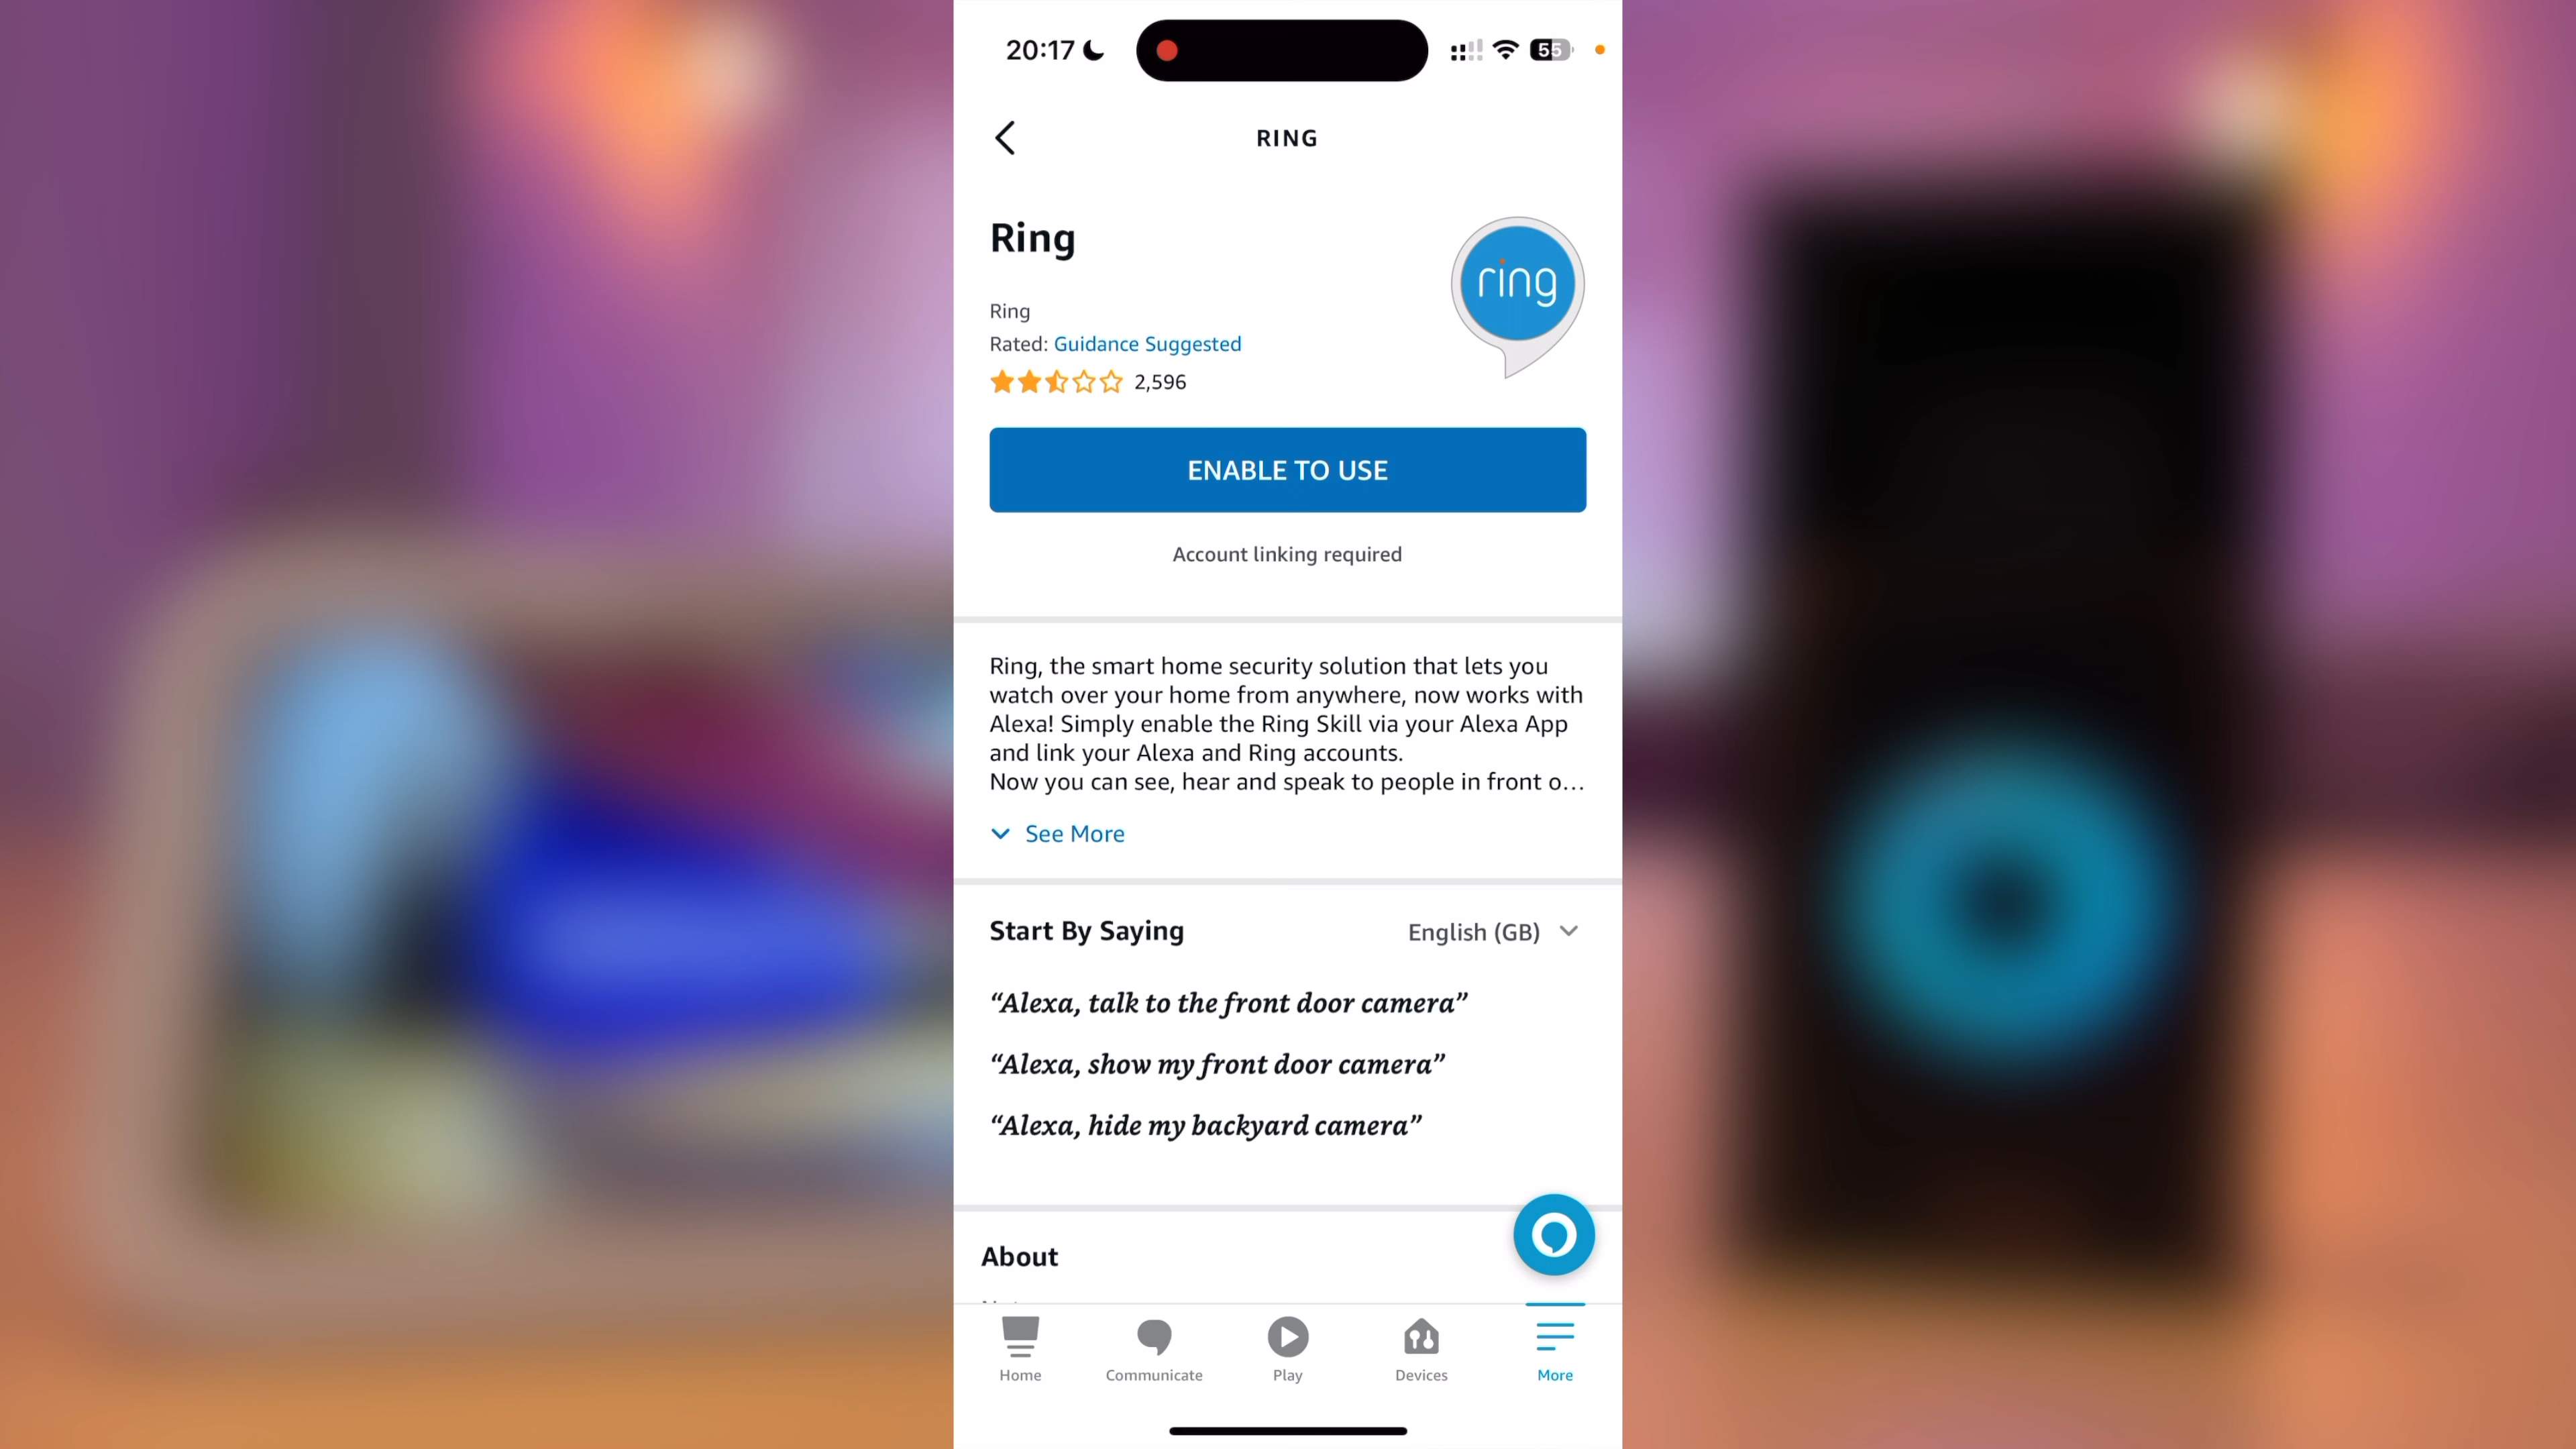 20:17
55
RING
Ring
ring
Ring
Rated: Guidance Suggested
2,596
ENABLE TO USE
Account linking required
Ring, the smart home security solution that lets you
watch over your home from anywhere, now works with
Alexa! Simply enable the Ring Skill via your Alexa App
and link your Alexa and Ring accounts.
Now you can see, hear and speak to people in front o...
See More
Start By Saying
English (GB)
“Alexa, talk to the front door camera”
“Alexa, show my front door camera”
“Alexa, hide my backyard camera”
About
Home
Communicate
Play
Devices
More